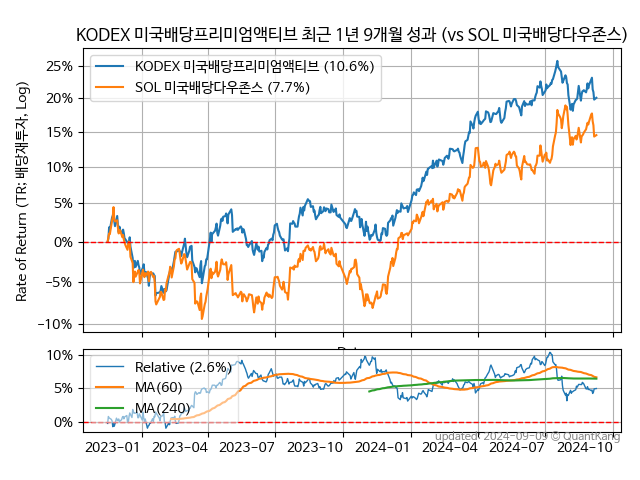 KODEX 미국배당프리미엄액티브 최근 1년 9개월 성과 (vs SOL 미국배당다우존스)
Rate of Return (TR: 배당재투자, Log)
25%
20%
15%
10%
5%
0%
−5%
−10%
KODEX 미국배당프리미엄액티브 (10.6%)
SOL 미국배당다우존스 (7.7%)
10%
5%
0%
Relative (2.6%)
MA(60)
MA(240)
2023-01 2023-04 2023-07 2023-10 2024-01 2024-04 2024-07 2024-10
updated: 2024-09-09 © QuantKang